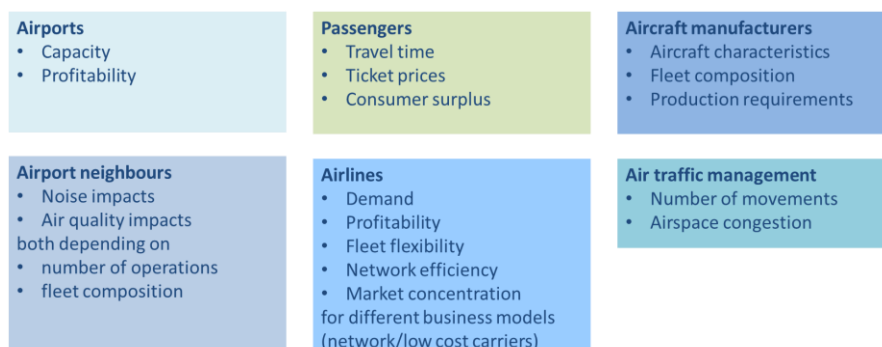 Airports
• Capacity
• Profitability
Passengers
• Travel time
• Ticket prices
• Consumer surplus
Aircraft manufacturers
• Aircraft characteristics
• Fleet composition
• Production requirements
Airport neighbours
• Noise impacts
• Air quality impacts
both depending on
• number of operations
• fleet composition
Airlines
• Demand
• Profitability
• Fleet flexibility
• Network efficiency
• Market concentration
for different business models
(network/low cost carriers)
Air traffic management
• Number of movements
• Airspace congestion